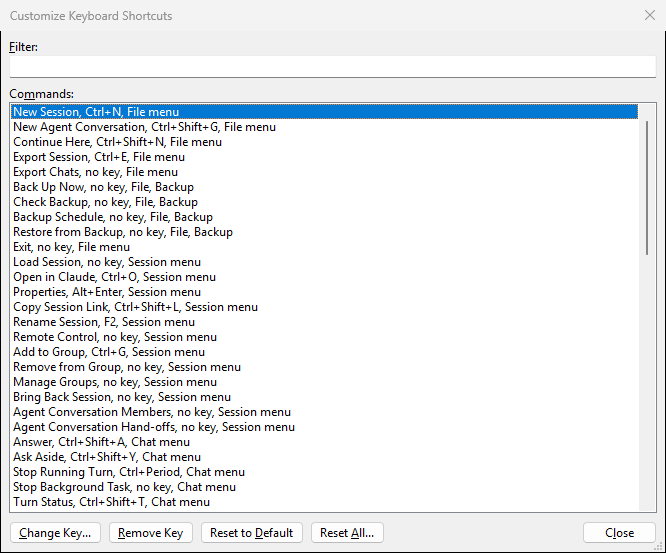 Customize Keyboard Shortcuts
Filter:
Commands:
New Session, Ctrl+N, File menu
New Agent Conversation, Ctrl+Shift+G, File menu
Continue Here, Ctrl+Shift+N, File menu
Export Session, Ctrl+E, File menu
Export Chats, no key, File menu
Back Up Now, no key, File, Backup
Check Backup, no key, File, Backup
Backup Schedule, no key, File, Backup
Restore from Backup, no key, File, Backup
Exit, no key, File menu
Load Session, no key, Session menu
Open in Claude, Ctrl+O, Session menu
Properties, Alt+Enter, Session menu
Copy Session Link, Ctrl+Shift+L, Session menu
Rename Session, F2, Session menu
Remote Control, no key, Session menu
Add to Group, Ctrl+G, Session menu
Remove from Group, no key, Session menu
Manage Groups, no key, Session menu
Bring Back Session, no key, Session menu
Agent Conversation Members, no key, Session menu
Agent Conversation Hand-offs, no key, Session menu
Answer, Ctrl+Shift+A, Chat menu
Ask Aside, Ctrl+Shift+Y, Chat menu
Stop Running Turn, Ctrl+Period, Chat menu
Stop Background Task, no key, Chat menu
Turn Status, Ctrl+Shift+T, Chat menu
Change Key... Remove Key Reset to Default Reset All... Close